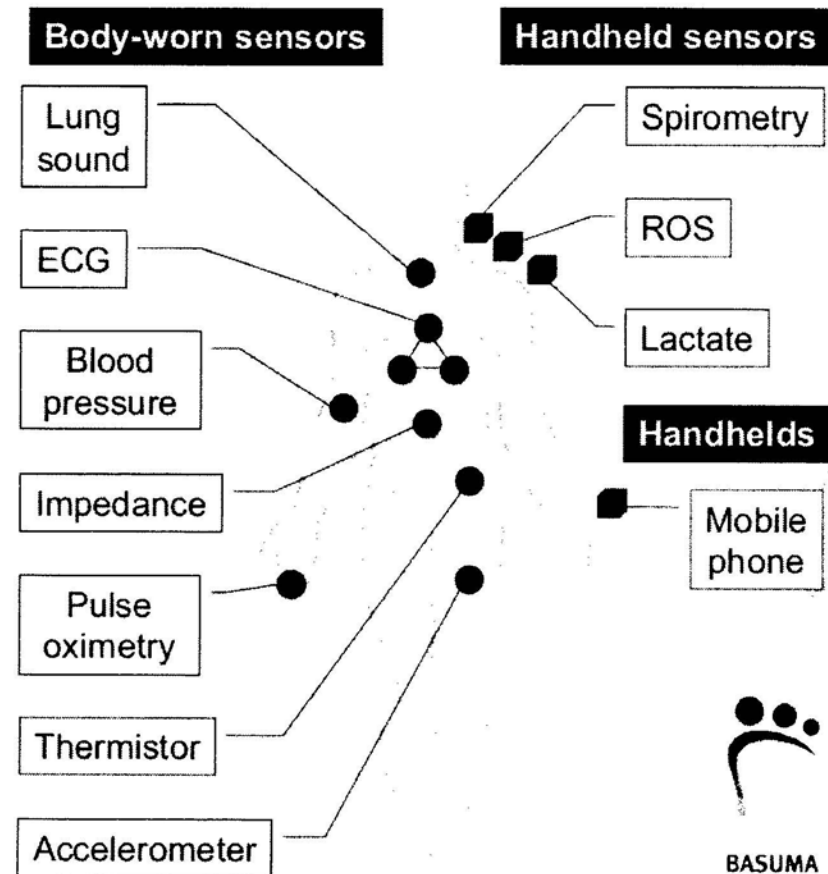 Body-worn sensors
Handheld sensors
Lung
sound
ECG
Blood
pressure
Impedance
Pulse
oximetry
Thermistor
Accelerometer
Spirometry
ROS
Lactate
Handhelds
Mobile
phone
BASUMA